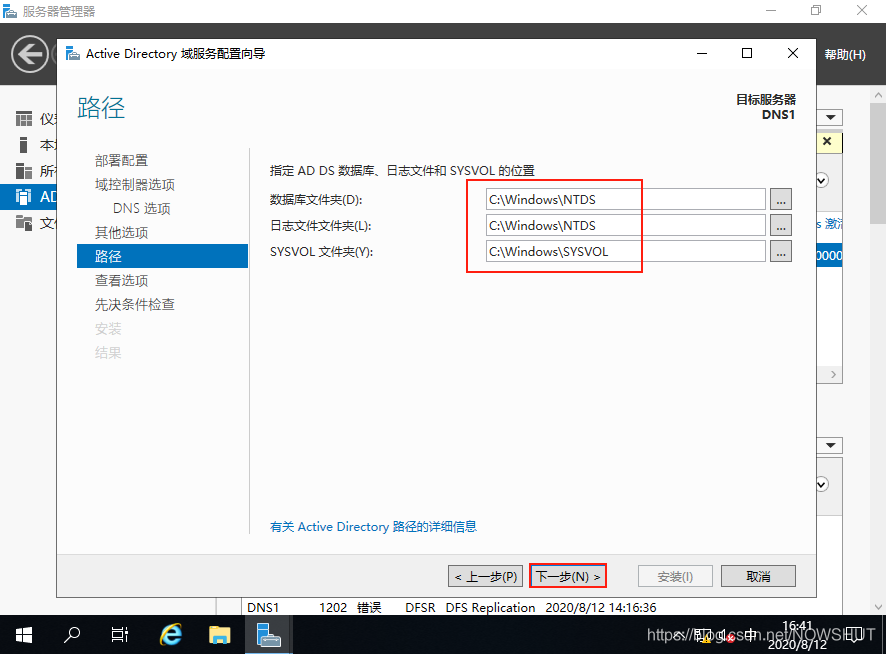 服务器管理器
帮助(H)
Active Directory 域服务配置向导
路径
目标服务器
DNS1
仪
本
所
AD
文
部署配置
域控制器选项
DNS 选项
其他选项
路径
查看选项
先决条件检查
安装
结果
指定 AD DS 数据库、日志文件和 SYSVOL 的位置
数据库文件夹(D): C:\Windows\NTDS ...
日志文件文件夹(L): C:\Windows\NTDS ...
SYSVOL 文件夹(Y): C:\Windows\SYSVOL ...
s 激活
0000
有关 Active Directory 路径的详细信息
< 上一步(P) 下一步(N) > 安装(I) 取消
DNS1 1202 错误 DFSR DFS Replication 2020/8/12 14:16:36
https://blog.csdn.net/NOWSHUT
中
16:41
2020/8/12